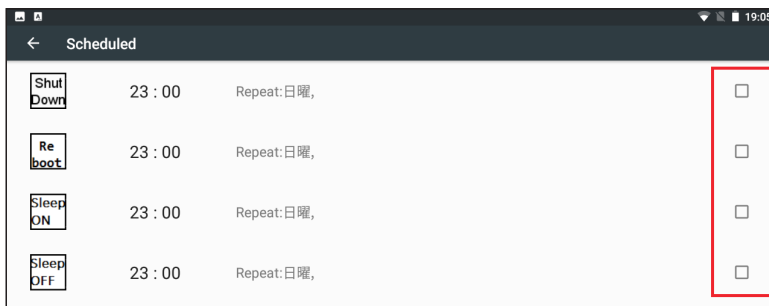 19:05
← Scheduled
Shut Down 23 : 00 Repeat:日曜,
Re boot 23 : 00 Repeat:日曜,
Sleep ON 23 : 00 Repeat:日曜,
Sleep OFF 23 : 00 Repeat:日曜,